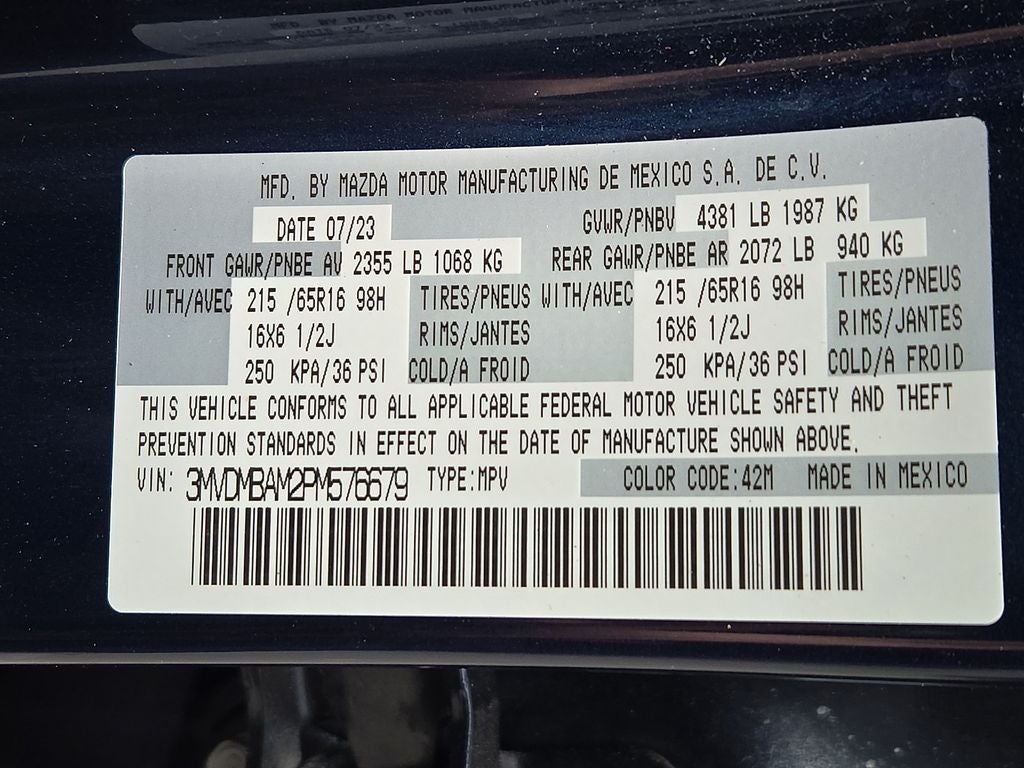 MFD. BY MAZDA MOTOR MANUFACTURING DE MEXICO S.A. DE C.V.
DATE 07/23 GVWR/PNBV 4381 LB 1987 KG
FRONT GAWR/PNBE AV 2355 LB 1068 KG REAR GAWR/PNBE AR 2072 LB 940 KG
WITH/AVEC 215 /65R16 98H TIRES/PNEUS WITH/AVEC 215 /65R16 98H TIRES/PNEUS
16X6 1/2J RIMS/JANTES 16X6 1/2J RIMS/JANTES
250 KPA/36 PSI COLD/A FROID 250 KPA/36 PSI COLD/A FROID
THIS VEHICLE CONFORMS TO ALL APPLICABLE FEDERAL MOTOR VEHICLE SAFETY AND THEFT
PREVENTION STANDARDS IN EFFECT ON THE DATE OF MANUFACTURE SHOWN ABOVE.
VIN: 3MVDMBAM2PM576679 TYPE:MPV COLOR CODE:42M MADE IN MEXICO